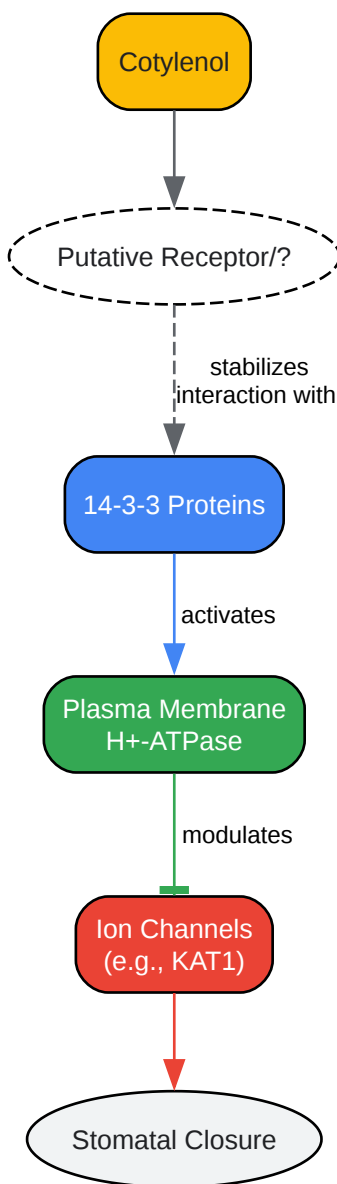 Cotylenol
Putative Receptor/?
stabilizes
interaction with
14-3-3 Proteins
activates
Plasma Membrane
H+-ATPase
modulates
Ion Channels
(e.g., KAT1)
Stomatal Closure